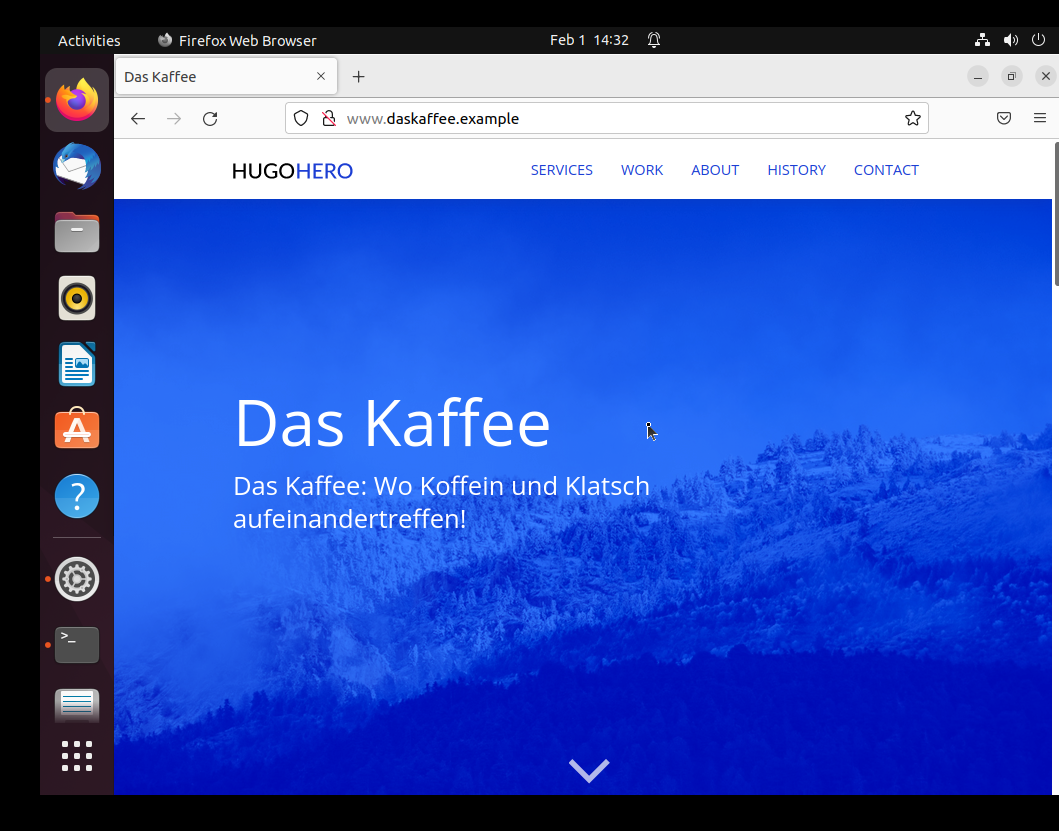 Activities
Firefox Web Browser
Feb 1 14:32
Das Kaffee
www.daskaffee.example
HUGOHERO
SERVICES
WORK
ABOUT
HISTORY
CONTACT
Das Kaffee
Das Kaffee: Wo Koffein und Klatsch
aufeinandertreffen!